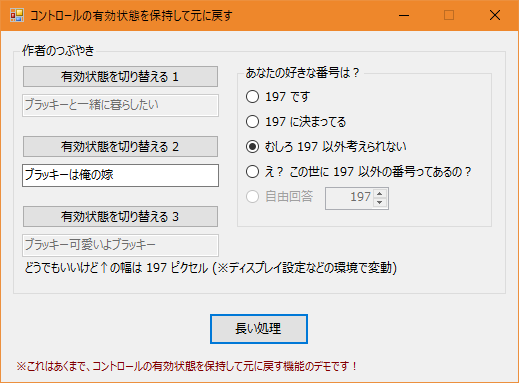 コントロールの有効状態を保持して元に戻す
作者のつぶやき
有効状態を切り替える 1
ブラッキーと一緒に暮らしたい
有効状態を切り替える 2
ブラッキーは俺の嫁
有効状態を切り替える 3
ブラッキー可愛いよブラッキー
どうでもいいけど↑の幅は 197 ピクセル (※ディスプレイ設定などの環境で変動)
あなたの好きな番号は？
197 です
197 に決まってる
むしろ 197 以外考えられない
え？ この世に 197 以外の番号ってあるの？
自由回答
197
長い処理
※これはあくまで、コントロールの有効状態を保持して元に戻す機能のデモです！